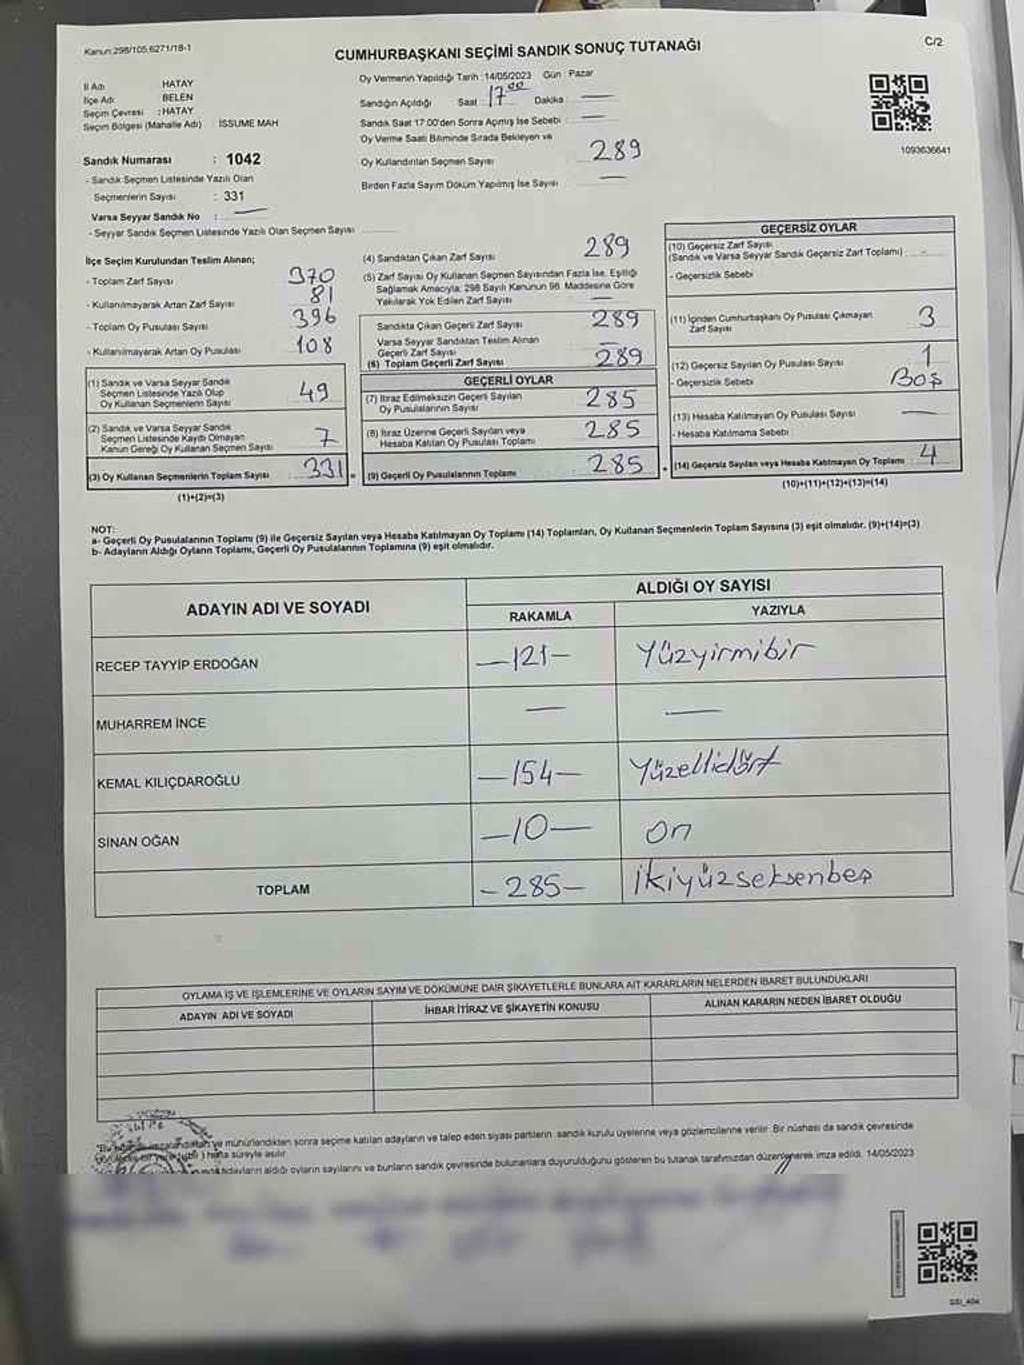 Kanun:298/105,6271/18-1
CUMHURBAŞKANI SEÇİMİ SANDIK SONUÇ TUTANAĞI
C/2
İl Adı HATAY
İlçe Adı BELEN
Seçim Çevresi : HATAY
Seçim Bölgesi (Mahalle Adı) İSSUME MAH
Sandık Numarası : 1042
- Sandık Seçmen Listesinde Yazılı Olan
Seçmenlerin Sayısı : 331
Varsa Seyyar Sandık No : —
- Seyyar Sandık Seçmen Listesinde Yazılı Olan Seçmen Sayısı
Oy Vermenin Yapıldığı Tarih :14/05/2023 Gün : Pazar
Sandığın Açıldığı Saat 17:00 Dakika —
Sandık Saat 17:00'den Sonra Açımış İse Sebebi : —
Oy Verme Saati Bitiminde Sırada Bekleyen ve
Oy Kullandırılan Seçmen Sayısı 289
Birden Fazla Sayım Döküm Yapılmış İse Sayısı —
1093636641
İlçe Seçim Kurulundan Teslim Alınan;
- Toplam Zarf Sayısı 370
- Kullanılmayarak Artan Zarf Sayısı 81
- Toplam Oy Pusulası Sayısı 396
- Kullanılmayarak Artan Oy Pusulası 108
(1) Sandık ve Varsa Seyyar Sandık
Seçmen Listesinde Yazılı Olup
Oy Kullanan Seçmenlerin Sayısı 49
(2) Sandık ve Varsa Seyyar Sandık
Seçmen Listesinde Kaydı Olmayan
Kanun Gereği Oy Kullanan Seçmen Sayısı 7
(3) Oy Kullanan Seçmenlerin Toplam Sayısı 331
(1)+(2)=(3)
(4) Sandıktan Çıkan Zarf Sayısı 289
(5) Zarf Sayısı Oy Kullanan Seçmen Sayısından Fazla İse, Eşitliği
Sağlamak Amacıyla; 298 Sayılı Kanunun 98. Maddesine Göre
Yakılarak Yok Edilen Zarf Sayısı —
Sandıkta Çıkan Geçerli Zarf Sayısı 289
Varsa Seyyar Sandıktan Teslim Alınan
Geçerli Zarf Sayısı —
(6) Toplam Geçerli Zarf Sayısı 289
GEÇERLİ OYLAR
(7) İtiraz Edilmeksizin Geçerli Sayılan
Oy Pusulalarının Sayısı 285
(8) İtiraz Üzerine Geçerli Sayılan veya
Hesaba Katılan Oy Pusulası Toplamı 285
(9) Geçerli Oy Pusulalarının Toplamı 285
GEÇERSİZ OYLAR
(10) Geçersiz Zarf Sayısı
(Sandık ve Varsa Seyyar Sandık Geçersiz Zarf Toplamı) : —
- Geçersizlik Sebebi
(11) İçinden Cumhurbaşkanı Oy Pusulası Çıkmayan
Zarf Sayısı 3
(12) Geçersiz Sayılan Oy Pusulası Sayısı 1
- Geçersizlik Sebebi Boş
(13) Hesaba Katılmayan Oy Pusulası Sayısı —
- Hesaba Katılmama Sebebi
(14) Geçersiz Sayılan veya Hesaba Katılmayan Oy Toplamı 4
(10)+(11)+(12)+(13)=(14)
NOT:
a- Geçerli Oy Pusulalarının Toplamı (9) ile Geçersiz Sayılan veya Hesaba Katılmayan Oy Toplamı (14) Toplamları, Oy Kullanan Seçmenlerin Toplam Sayısına (3) eşit olmalıdır. (9)+(14)=(3)
b- Adayların Aldığı Oyların Toplamı, Geçerli Oy Pusulalarının Toplamına (9) eşit olmalıdır.
ADAYIN ADI VE SOYADI ALDIĞI OY SAYISI
RAKAMLA YAZIYLA
RECEP TAYYİP ERDOĞAN —121— Yüzyirmibir
MUHARREM İNCE — —
KEMAL KILIÇDAROĞLU —154— Yüzellidört
SİNAN OĞAN —10— on
TOPLAM —285— İkiyüzseksenbeş
OYLAMA İŞ VE İŞLEMLERİNE VE OYLARIN SAYIM VE DÖKÜMÜNE DAİR ŞİKAYETLERLE BUNLARA AİT KARARLARIN NELERDEN İBARET BULUNDUKLARI
ADAYIN ADI VE SOYADI İHBAR İTİRAZ VE ŞİKAYETİN KONUSU ALINAN KARARIN NEDEN İBARET OLDUĞU
ve mühürlendikten sonra seçime katılan adayların ve talep eden siyasi partilerin sandık kurulu üyelerine veya gözlemcilerine verilir. Bir nüshası da sandık çevresinde
) hafta süreyle asılır.
adayların aldığı oyların sayılarını ve bunların sandık çevresinde bulunanlara duyurulduğunu gösteren bu tutanak tarafımızdan düzenlenerek imza edildi. 14/05/2023